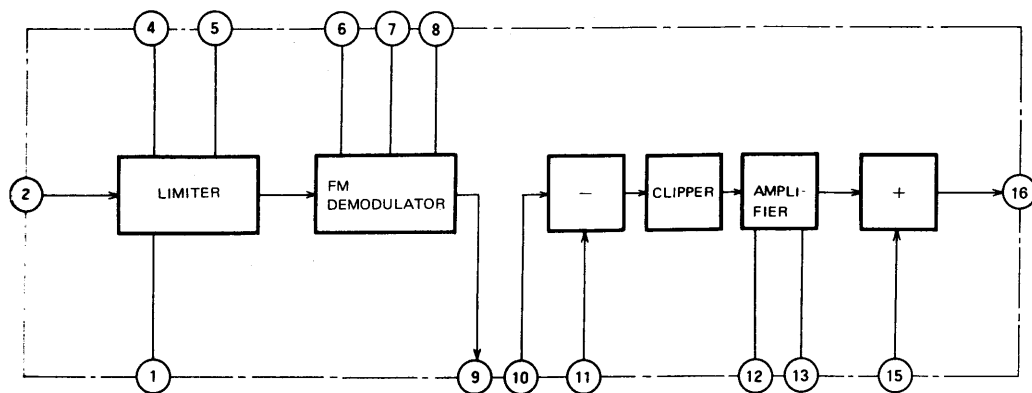 4 5 6 7 8
2
LIMITER
FM
DEMODULATOR
−
CLIPPER
AMPLI-
FIER
+
16
1 9 10 11 12 13 15